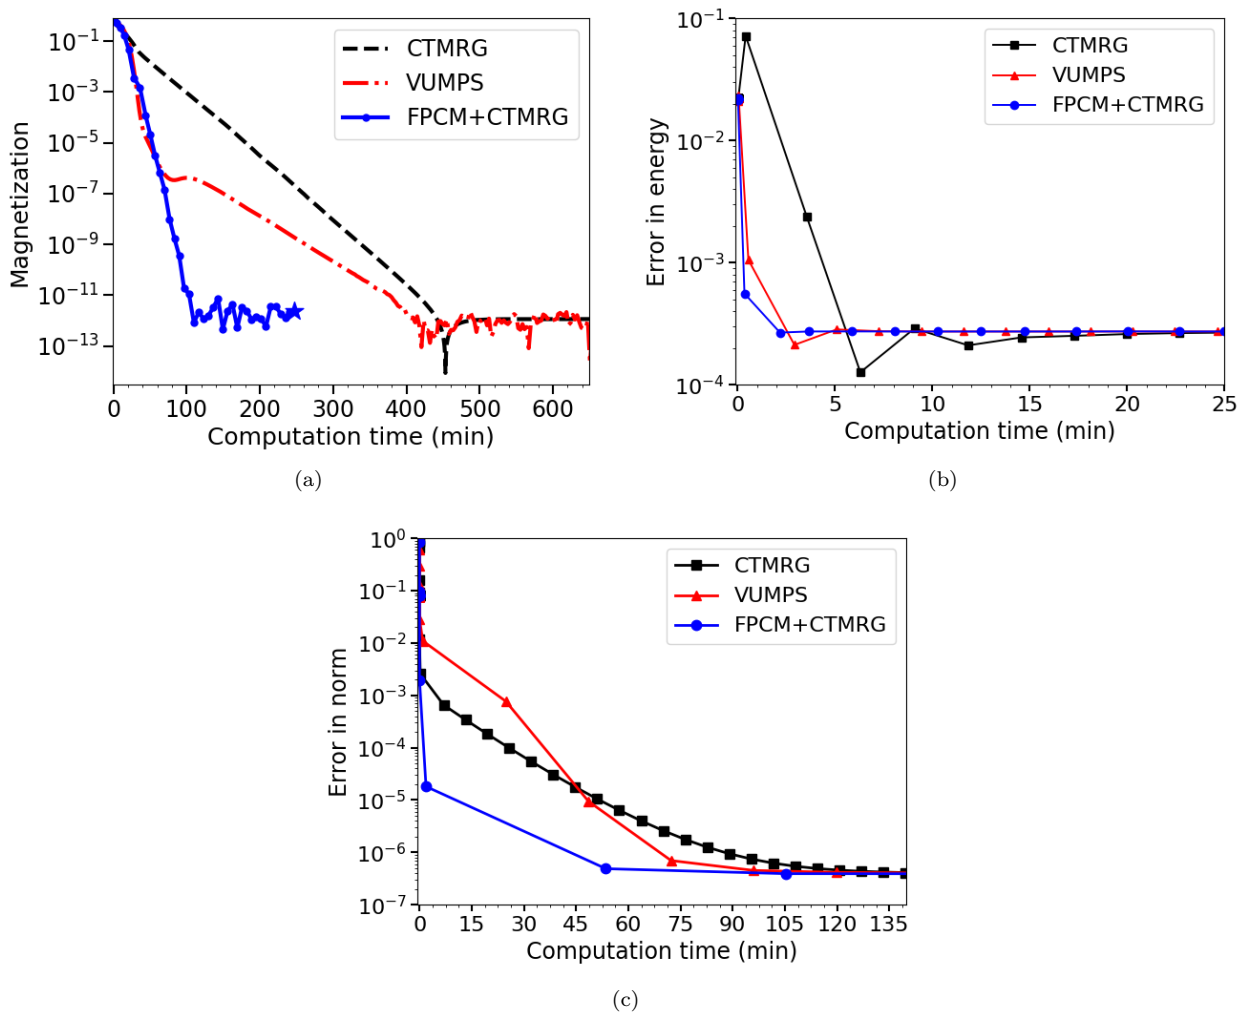 10⁻¹
10⁻³
10⁻⁵
10⁻⁷
10⁻⁹
10⁻¹¹
10⁻¹³
Magnetization
CTMRG
VUMPS
FPCM+CTMRG
0 100 200 300 400 500 600
Computation time (min)
(a)
10⁻¹
10⁻²
10⁻³
10⁻⁴
Error in energy
CTMRG
VUMPS
FPCM+CTMRG
0 5 10 15 20 25
Computation time (min)
(b)
10⁰
10⁻¹
10⁻²
10⁻³
10⁻⁴
10⁻⁵
10⁻⁶
10⁻⁷
Error in norm
CTMRG
VUMPS
FPCM+CTMRG
0 15 30 45 60 75 90 105 120 135
Computation time (min)
(c)